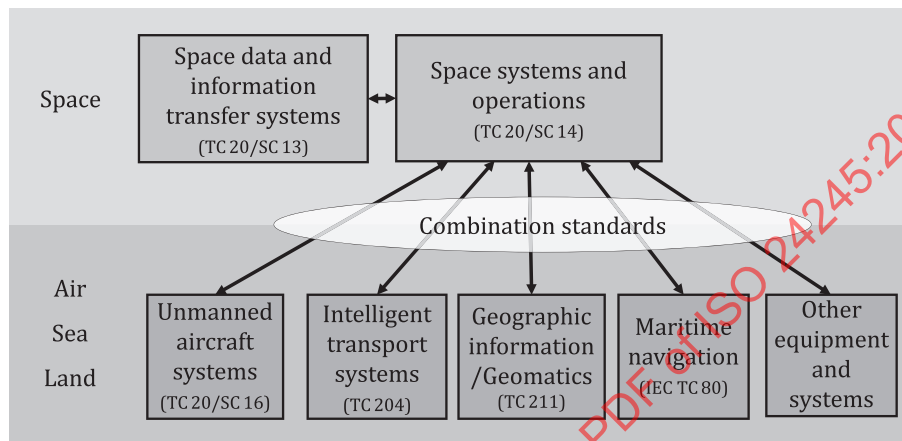 Space
Space data and
information
transfer systems
(TC 20/SC 13)
Space systems and
operations
(TC 20/SC 14)
Combination standards
Air
Sea
Land
Unmanned
aircraft
systems
(TC 20/SC 16)
Intelligent
transport
systems
(TC 204)
Geographic
information
/Geomatics
(TC 211)
Maritime
navigation
(IEC TC 80)
Other
equipment
and
systems
PDF of ISO 24245:20